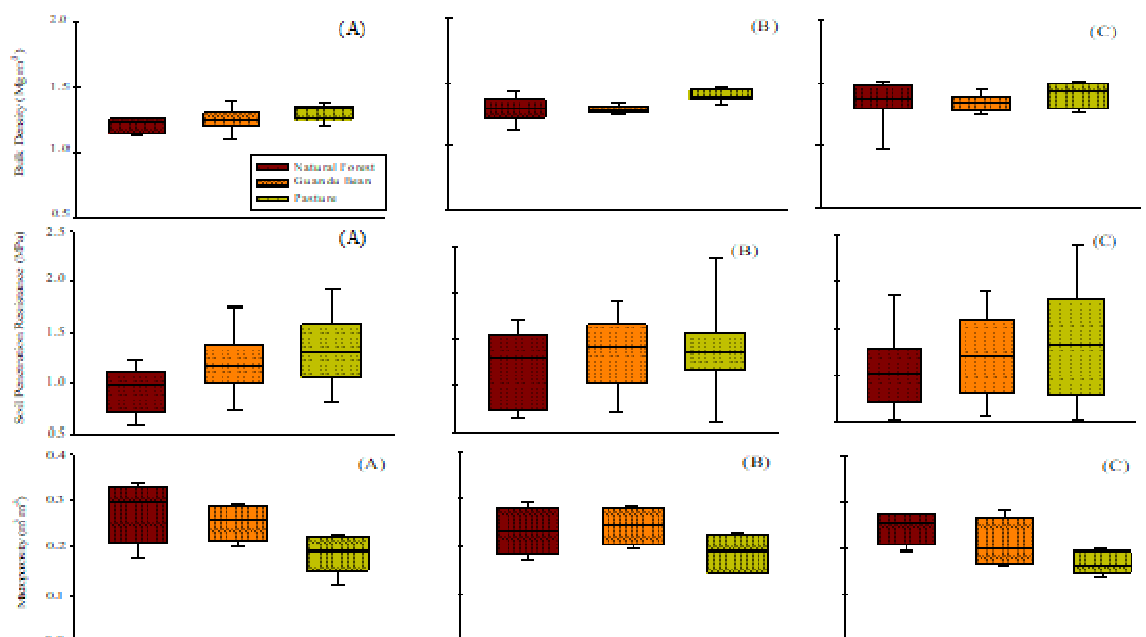 2.0
(A)
(B)
(C)
1.5
1.0
0.5
Bulk Density (Mg m⁻³)
Natural Forest
Guandu Bean
Pasture
2.5
(A)
(B)
(C)
2.0
1.5
1.0
0.5
Soil Penetration Resistance (MPa)
0.4
(A)
(B)
(C)
0.3
0.2
0.1
Macroporosity (m³ m³)